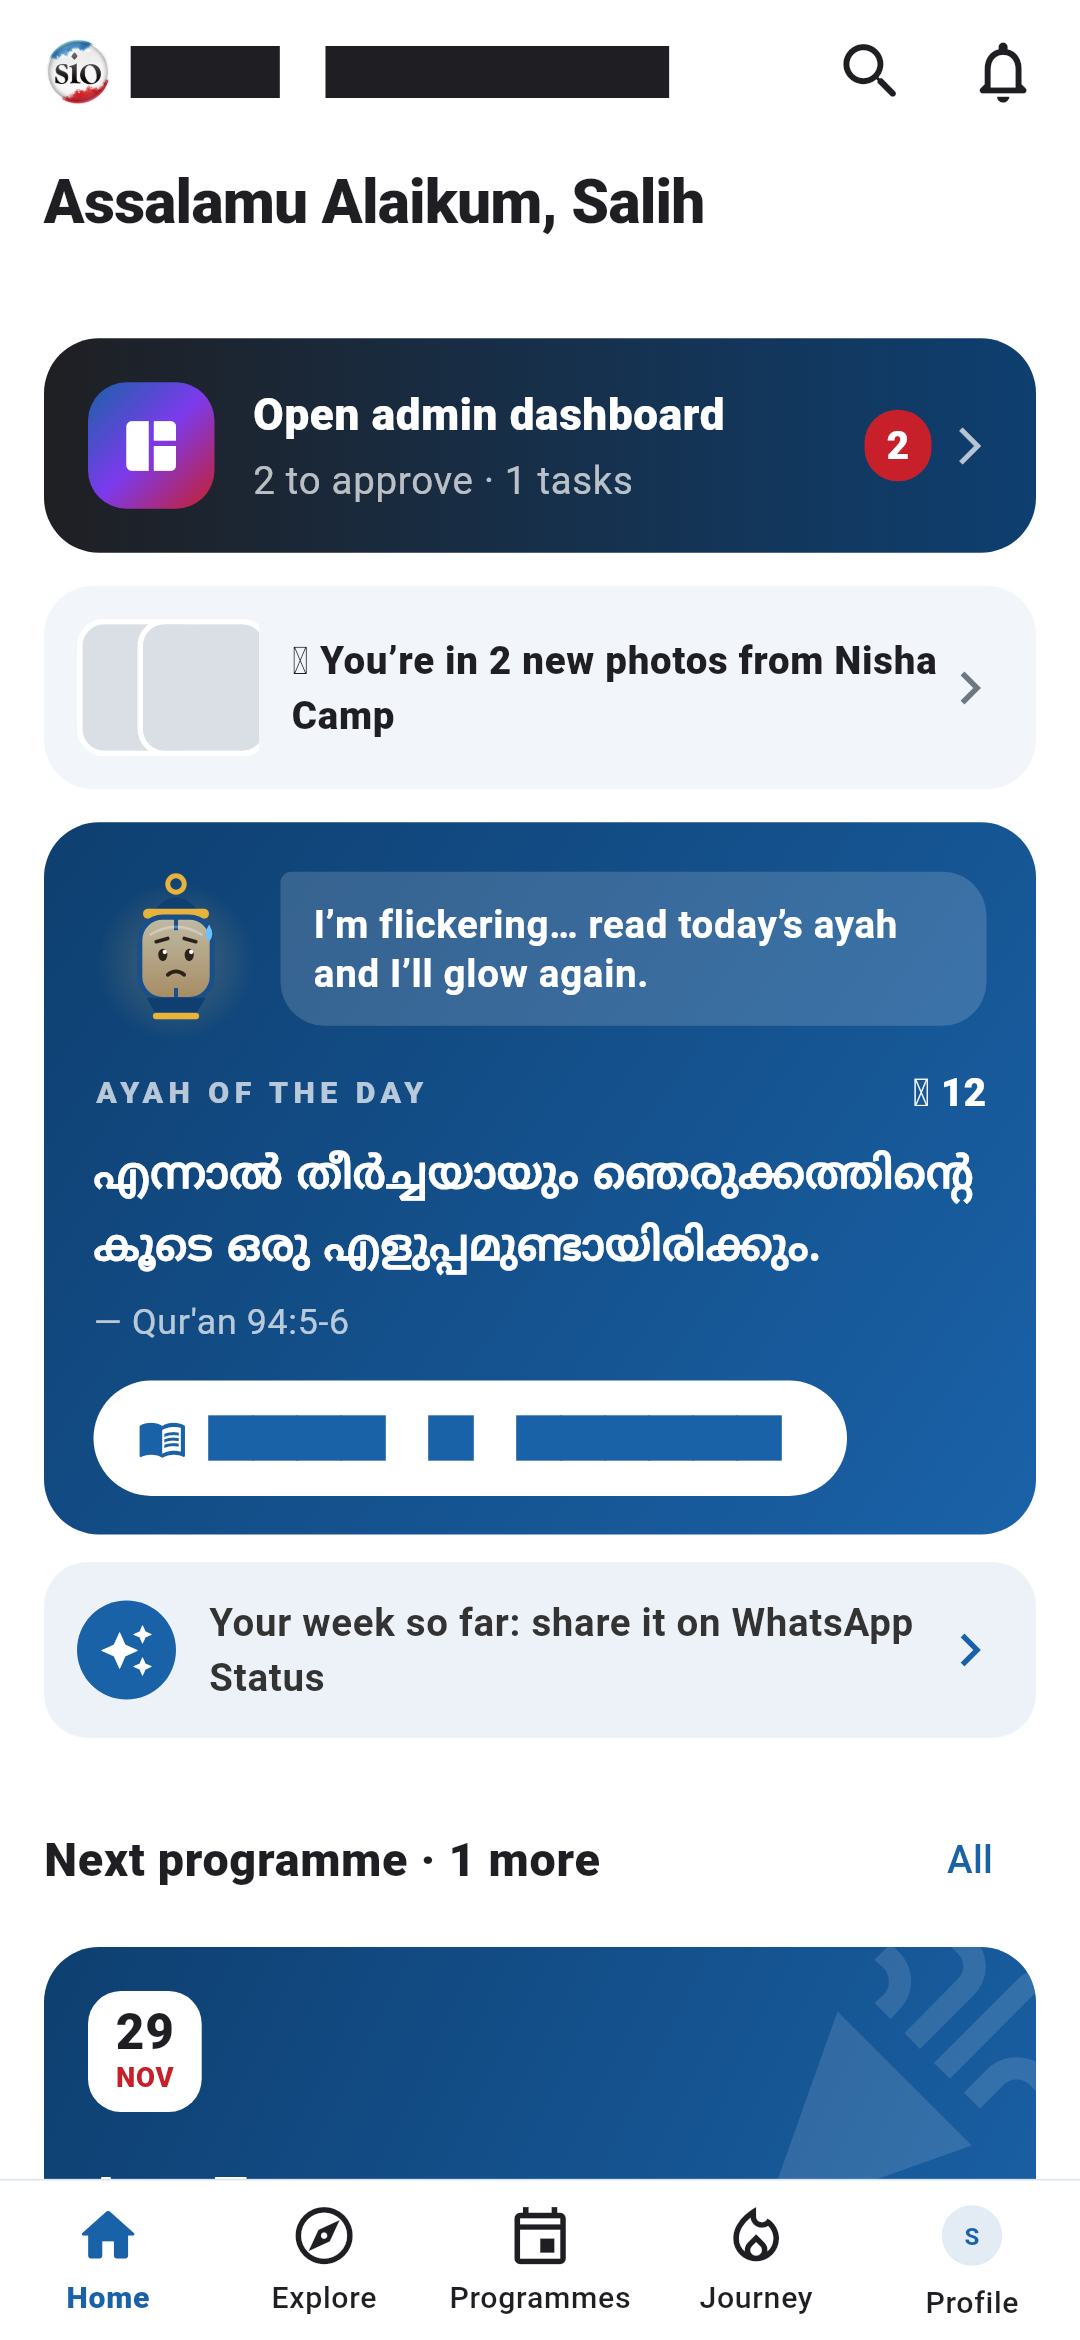 SIO
Assalamu Alaikum, Salih
Open admin dashboard
2 to approve · 1 tasks
2
You’re in 2 new photos from Nisha
Camp
I’m flickering… read today’s ayah
and I’ll glow again.
AYAH OF THE DAY
12
എന്നാൽ തീർച്ചയായും ഞെരുക്കത്തിന്റെ
കൂടെ ഒരു എളുപ്പമുണ്ടായിരിക്കും.
— Qur'an 94:5-6
Your week so far: share it on WhatsApp
Status
Next programme · 1 more
All
29
NOV
Home
Explore
Programmes
Journey
S
Profile